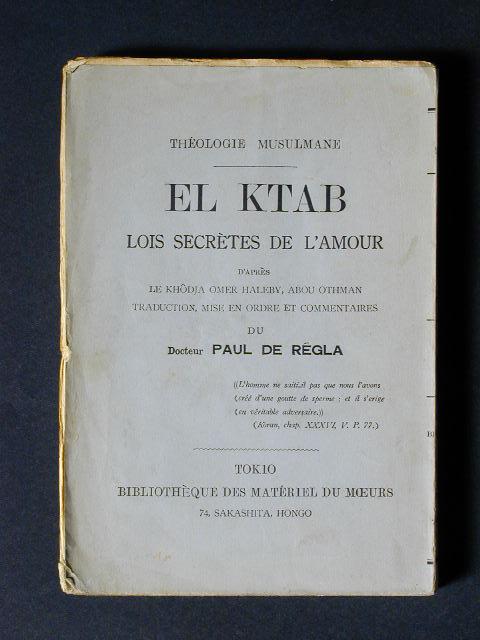 THÉOLOGIE MUSULMANE
EL KTAB
LOIS SECRÈTES DE L'AMOUR
D'APRÈS
LE KHÔDJA OMER HALEBY, ABOU OTHMAN
TRADUCTION, MISE EN ORDRE ET COMMENTAIRES
DU
Docteur PAUL DE RÉGLA
((L'homme ne sait-il pas que nous l'avons
(créé d'une goutte de sperme ; et il s'érige
(en véritable adversaire.))
(Kôran, chap. XXXVI, V. P. 77.)
TOKIO
BIBLIOTHÈQUE DES MATÉRIEL DU MŒURS
74, SAKASHITA, HONGO